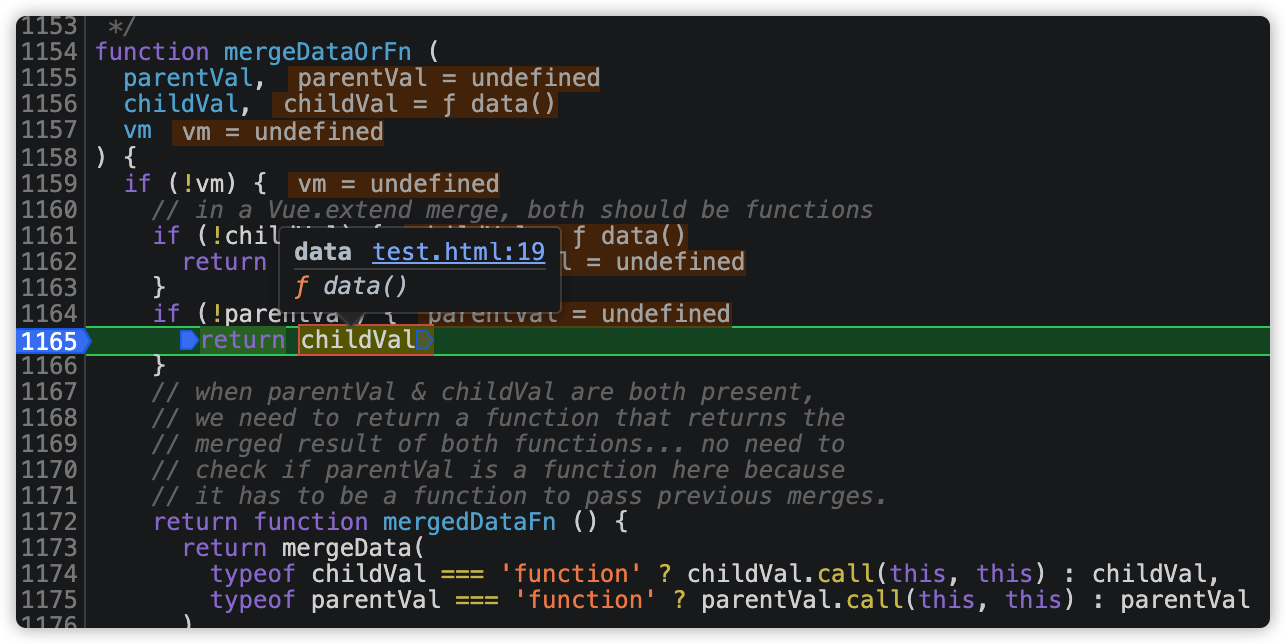 1153 */
1154 function mergeDataOrFn (
1155 parentVal, parentVal = undefined
1156 childVal, childVal = ƒ data()
1157 vm vm = undefined
1158 ) {
1159 if (!vm) { vm = undefined
1160 // in a Vue.extend merge, both should be functions
1161 if (!chil ƒ data()
data test.html:19
1162 return = undefined
ƒ data()
1163 }
1164 if (!parentVal) { parentVal = undefined
1165 return childVal
1166 }
1167 // when parentVal & childVal are both present,
1168 // we need to return a function that returns the
1169 // merged result of both functions... no need to
1170 // check if parentVal is a function here because
1171 // it has to be a function to pass previous merges.
1172 return function mergedDataFn () {
1173 return mergeData(
1174 typeof childVal === 'function' ? childVal.call(this, this) : childVal,
1175 typeof parentVal === 'function' ? parentVal.call(this, this) : parentVal
1176 )